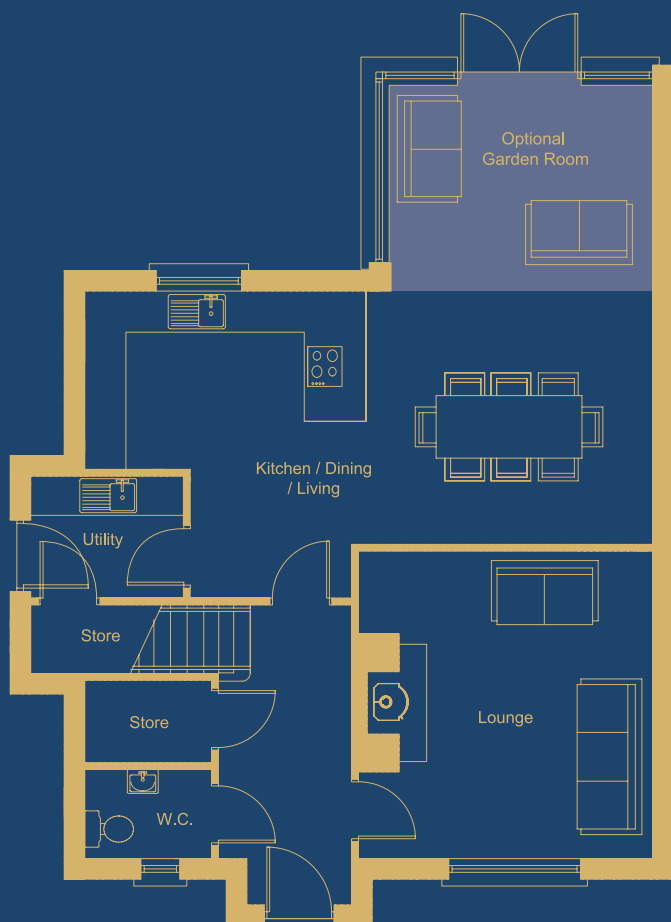 Optional
Garden Room
Kitchen / Dining
/ Living
Utility
Store
Store
Lounge
W.C.